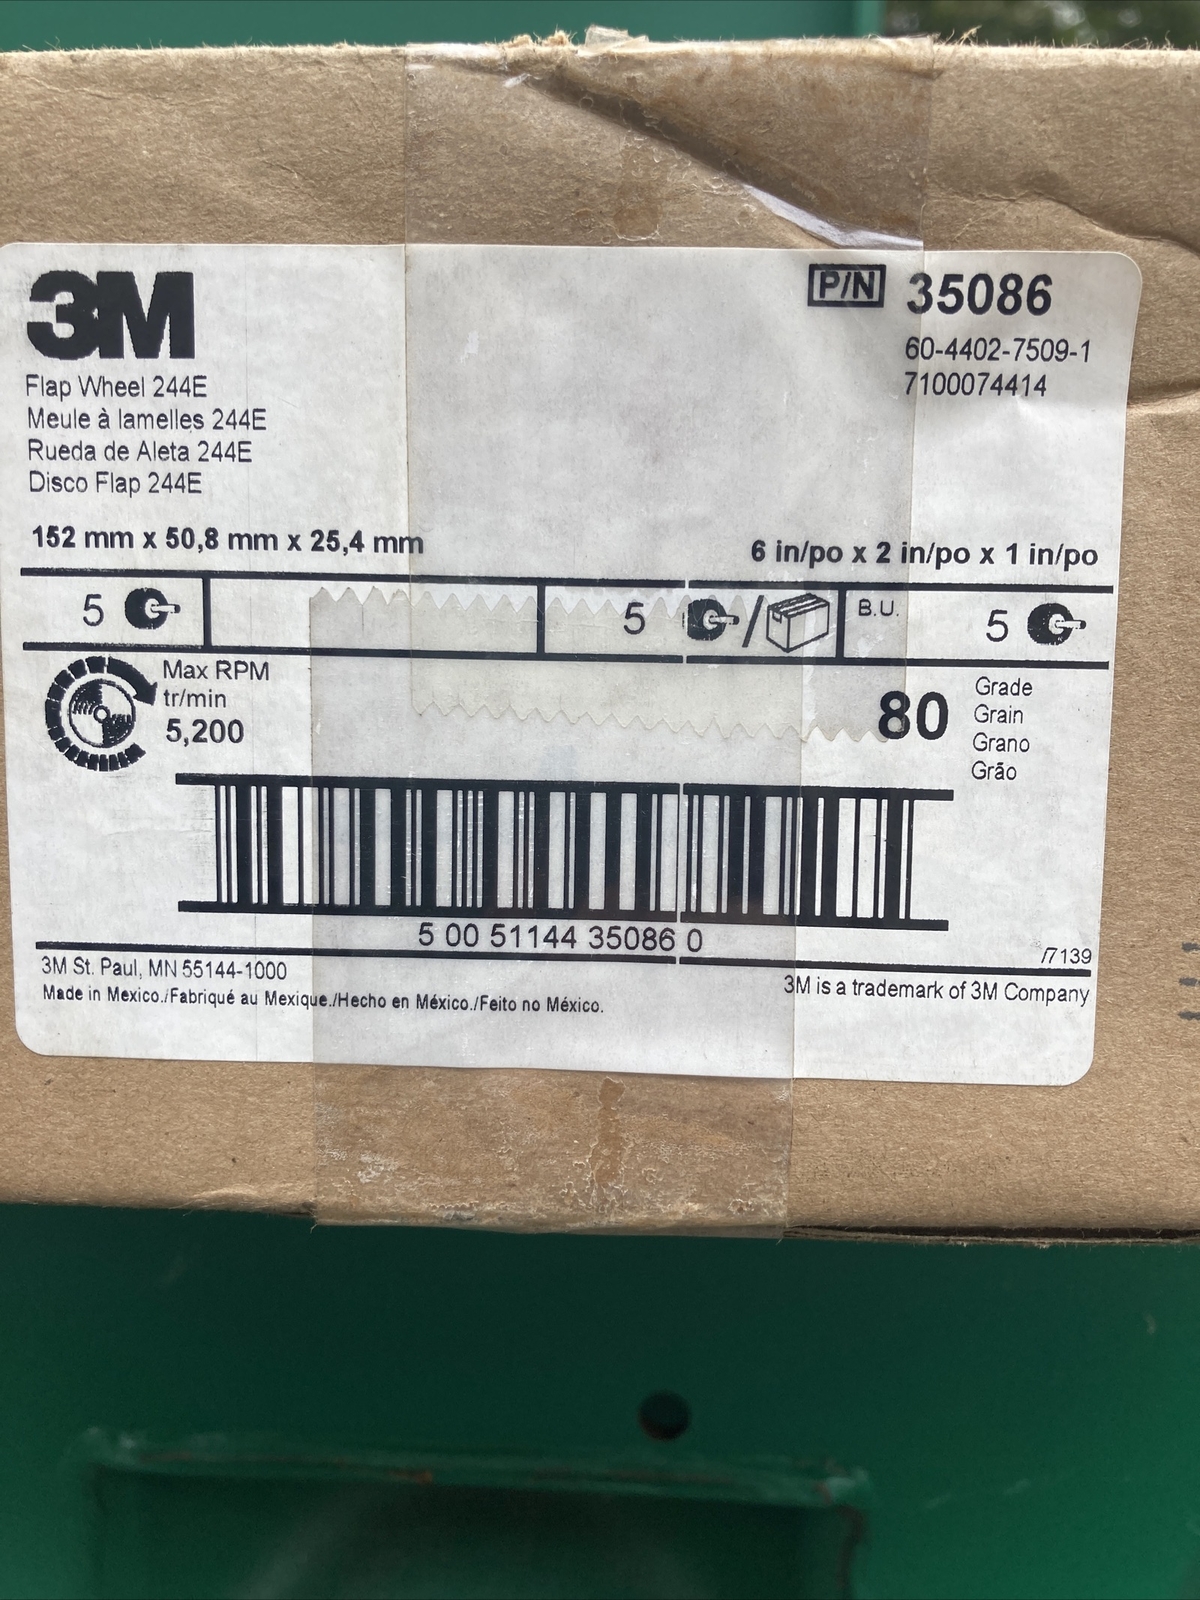 3M
P/N 35086
60-4402-7509-1
7100074414
Flap Wheel 244E
Meule à lamelles 244E
Rueda de Aleta 244E
Disco Flap 244E
152 mm x 50,8 mm x 25,4 mm
6 in/po x 2 in/po x 1 in/po
5
5 /
B.U. 5
Max RPM
tr/min
5,200
80
Grade
Grain
Grano
Grão
5 00 51144 35086 0
/7139
3M St. Paul, MN 55144-1000
3M is a trademark of 3M Company
Made in Mexico./Fabriqué au Mexique./Hecho en México./Feito no México.